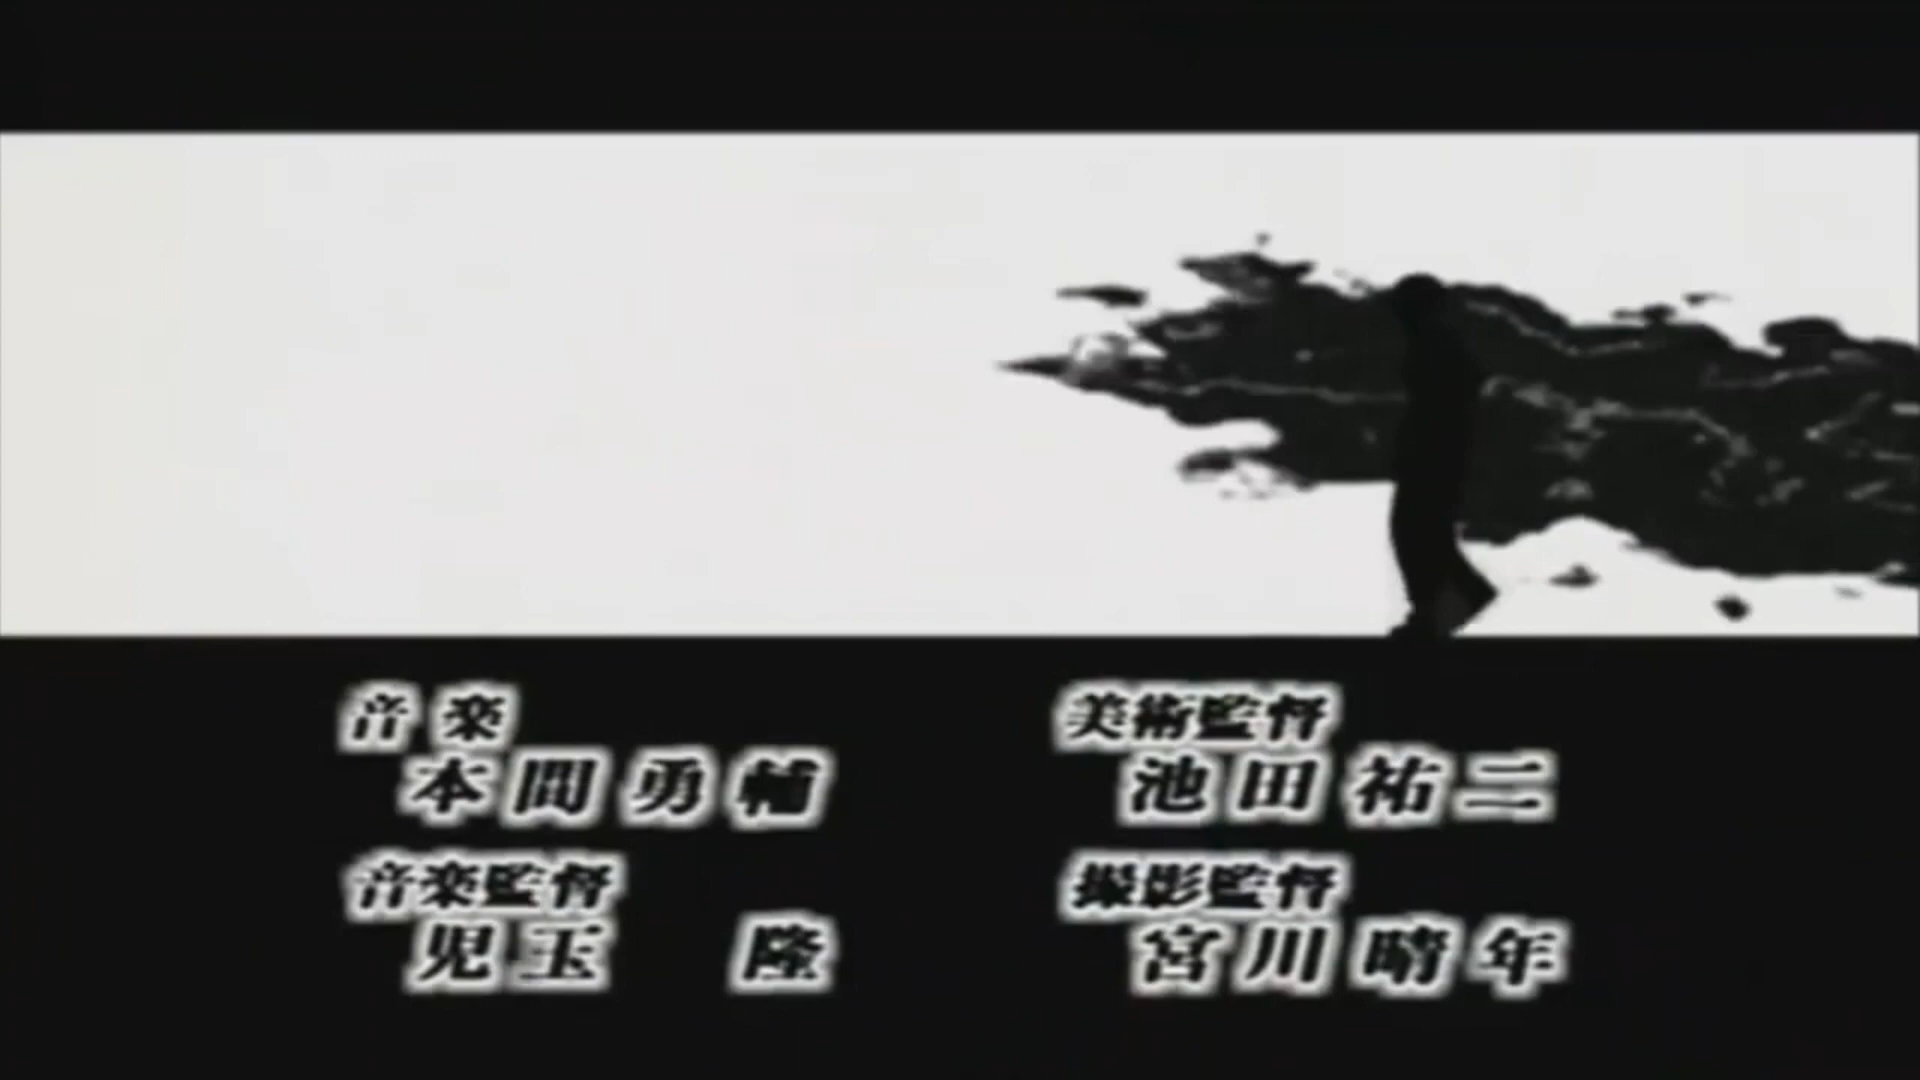 音楽
本間勇輔
音楽監督
児玉 隆
美術監督
池田祐二
撮影監督
宮川晴年